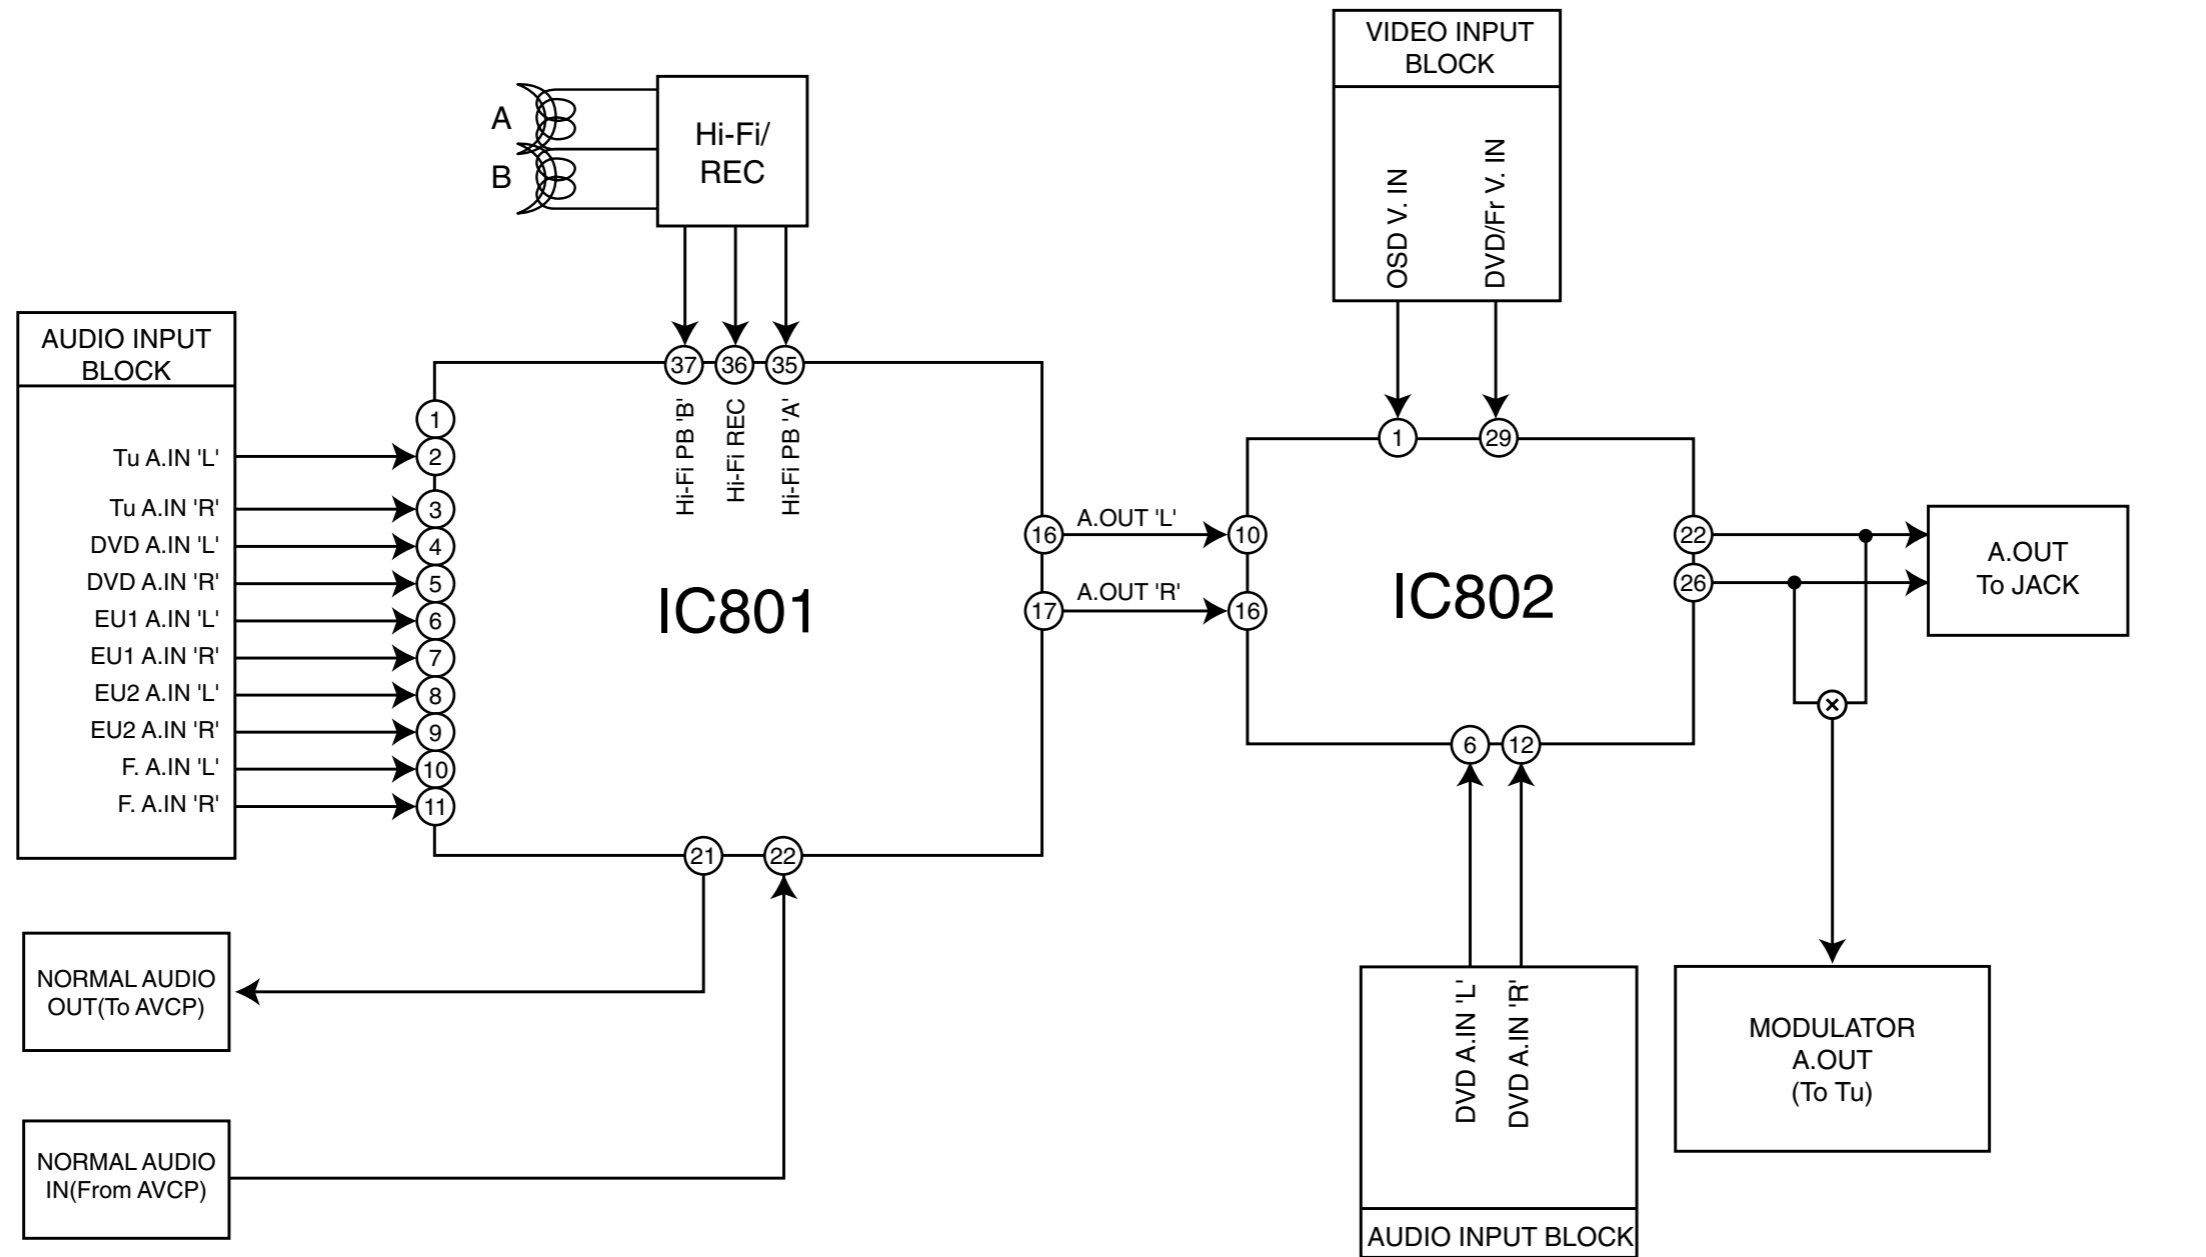 VIDEO INPUT
BLOCK
OSD V. IN
DVD/Fr V. IN
A
B
Hi-Fi/
REC
AUDIO INPUT
BLOCK
Tu A.IN 'L'
Tu A.IN 'R'
DVD A.IN 'L'
DVD A.IN 'R'
EU1 A.IN 'L'
EU1 A.IN 'R'
EU2 A.IN 'L'
EU2 A.IN 'R'
F. A.IN 'L'
F. A.IN 'R'
37
36
35
Hi-Fi PB 'B'
Hi-Fi REC
Hi-Fi PB 'A'
1
2
3
4
5
6
7
8
9
10
11
IC801
16
17
21
22
A.OUT 'L'
A.OUT 'R'
1
29
10
16
IC802
22
26
6
12
A.OUT
To JACK
NORMAL AUDIO
OUT(To AVCP)
NORMAL AUDIO
IN(From AVCP)
DVD A.IN 'L'
DVD A.IN 'R'
AUDIO INPUT BLOCK
MODULATOR
A.OUT
(To Tu)